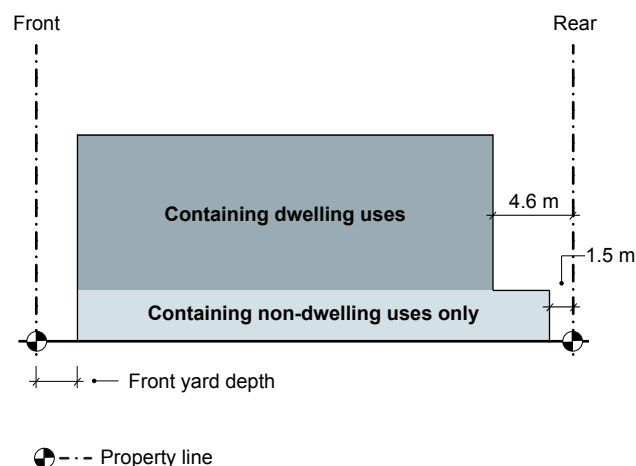 Front
Rear
4.6 m
Containing dwelling uses
1.5 m
Containing non-dwelling uses only
Front yard depth
Property line